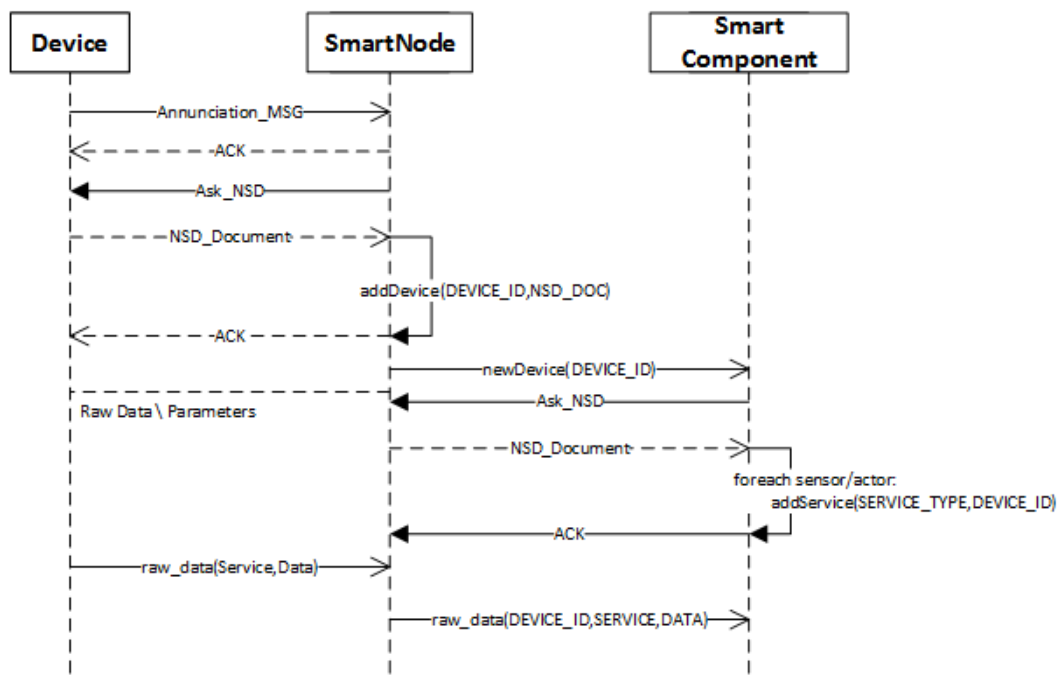 Device
SmartNode
Smart
Component
Annunciation_MSG
ACK
Ask_NSD
NSD_Document
addDevice(DEVICE_ID,NSD_DOC)
ACK
newDevice(DEVICE_ID)
Ask_NSD
Raw Data \ Parameters
NSD_Document
foreach sensor/actor:
addService(SERVICE_TYPE,DEVICE_ID)
ACK
raw_data(Service,Data)
raw_data(DEVICE_ID,SERVICE,DATA)